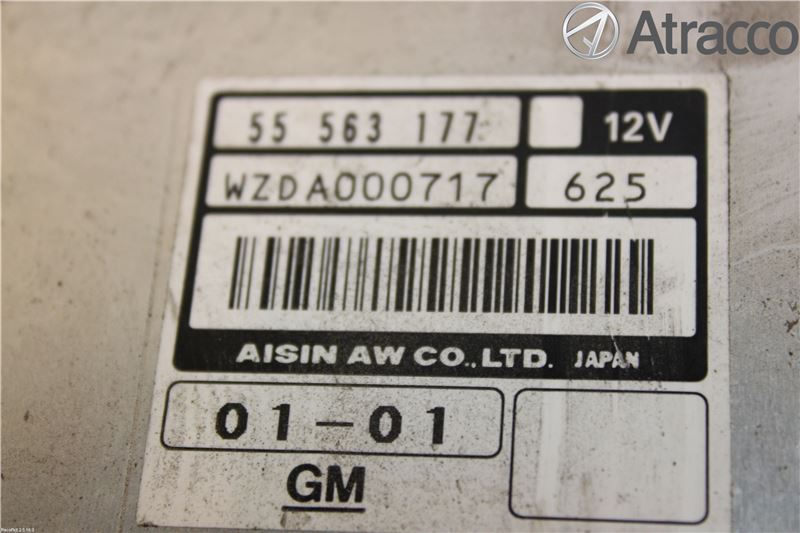 Atracco
55 563 177
12V
WZDA000717
625
AISIN AW CO., LTD. JAPAN
01-01
GM